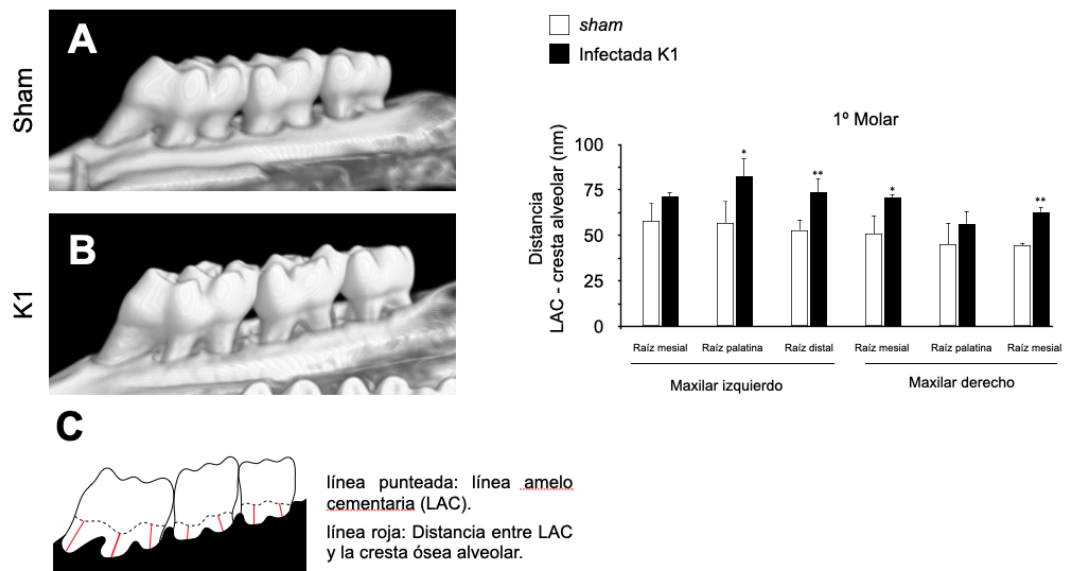 Sham
A
K1
B
C
línea punteada: línea amelo
cementaria (LAC).
línea roja: Distancia entre LAC
y la cresta ósea alveolar.
sham
Infectada K1
1º Molar
Distancia
LAC - cresta alveolar (nm)
100
75
50
25
0
*
**
*
**
Raíz mesial
Raíz palatina
Raíz distal
Raíz mesial
Raíz palatina
Raíz mesial
Maxilar izquierdo
Maxilar derecho